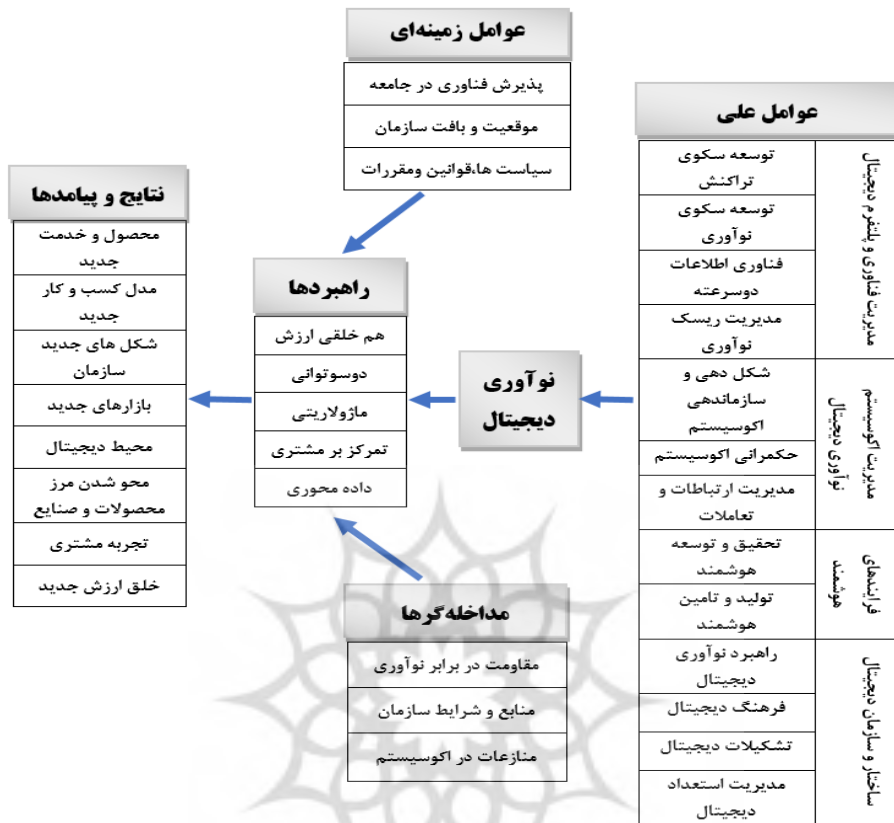 عوامل زمینه‌ای
پذیرش فناوری در جامعه
موقعیت و بافت سازمان
سیاست ها،قوانین ومقررات
عوامل علی
مدیریت فناوری و پلتفرم دیجیتال
توسعه سکوی
تراکنش
توسعه سکوی
نوآوری
فناوری اطلاعات
دوسرعته
مدیریت ریسک
نوآوری
مدیریت اکوسیستم
نوآوری دیجیتال
شکل دهی و
سازماندهی
اکوسیستم
حکمرانی اکوسیستم
مدیریت ارتباطات و
تعاملات
فرایندهای
هوشمند
تحقیق و توسعه
هوشمند
تولید و تامین
هوشمند
ساختار و سازمان دیجیتال
راهبرد نوآوری
دیجیتال
فرهنگ دیجیتال
تشکیلات دیجیتال
مدیریت استعداد
دیجیتال
نوآوری
دیجیتال
راهبردها
هم خلقی ارزش
دوسوتوانی
ماژولاریتی
تمرکز بر مشتری
داده محوری
مداخله‌گرها
مقاومت در برابر نوآوری
منابع و شرایط سازمان
منازعات در اکوسیستم
نتایج و پیامدها
محصول و خدمت
جدید
مدل کسب و کار
جدید
شکل های جدید
سازمان
بازارهای جدید
محیط دیجیتال
محو شدن مرز
محصولات و صنایع
تجربه مشتری
خلق ارزش جدید